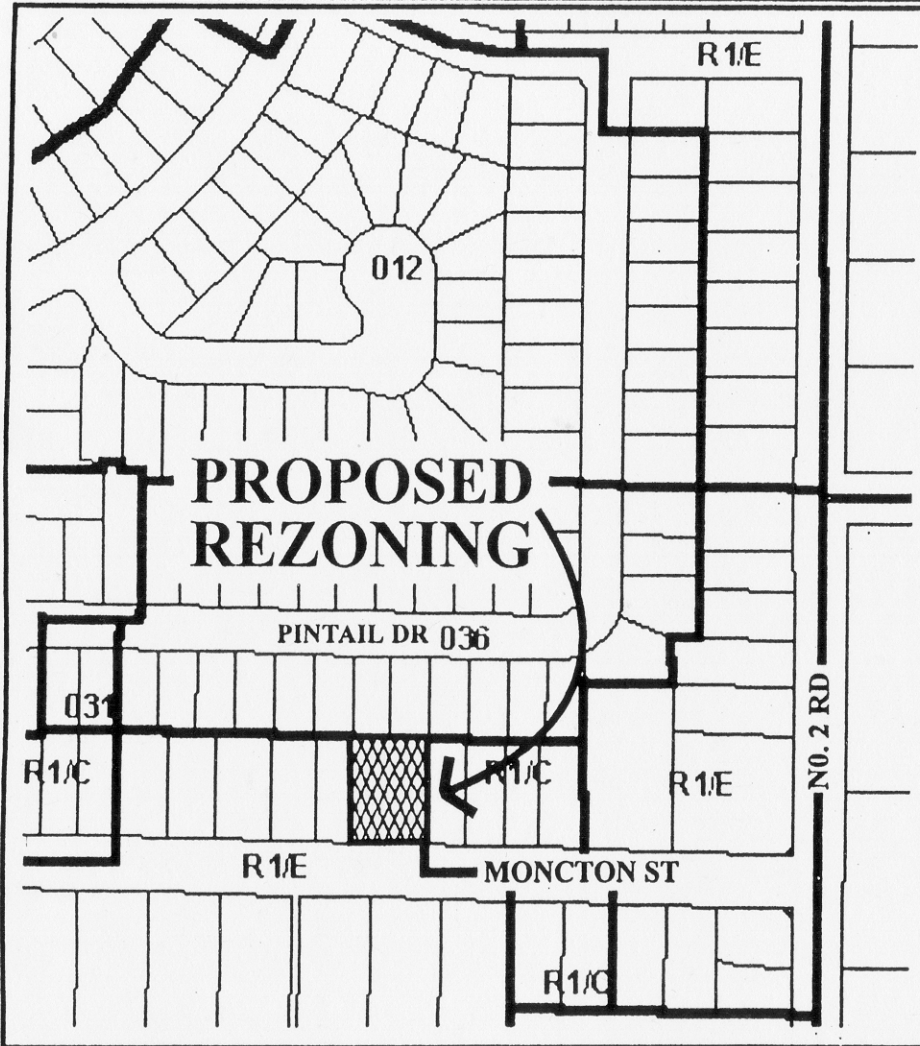 R1/E
012
PROPOSED
REZONING
PINTAIL DR 036
031
R1/C
R1/C
R1/E
NO. 2 RD
R1/E
MONCTON ST
R1/C